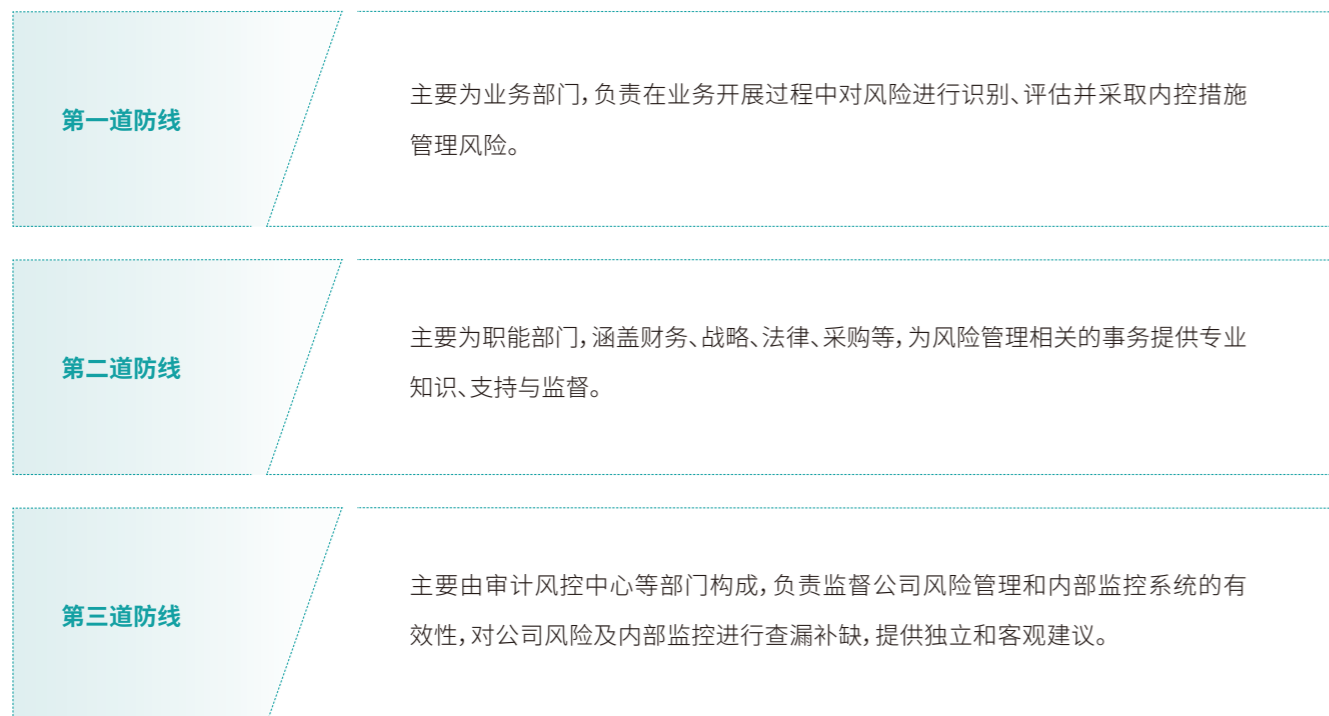 第一道防线
主要为业务部门，负责在业务开展过程中对风险进行识别、评估并采取内控措施
管理风险。
第二道防线
主要为职能部门，涵盖财务、战略、法律、采购等，为风险管理相关的事务提供专业
知识、支持与监督。
第三道防线
主要由审计风控中心等部门构成，负责监督公司风险管理和内部监控系统的有
效性，对公司风险及内部监控进行查漏补缺，提供独立和客观建议。